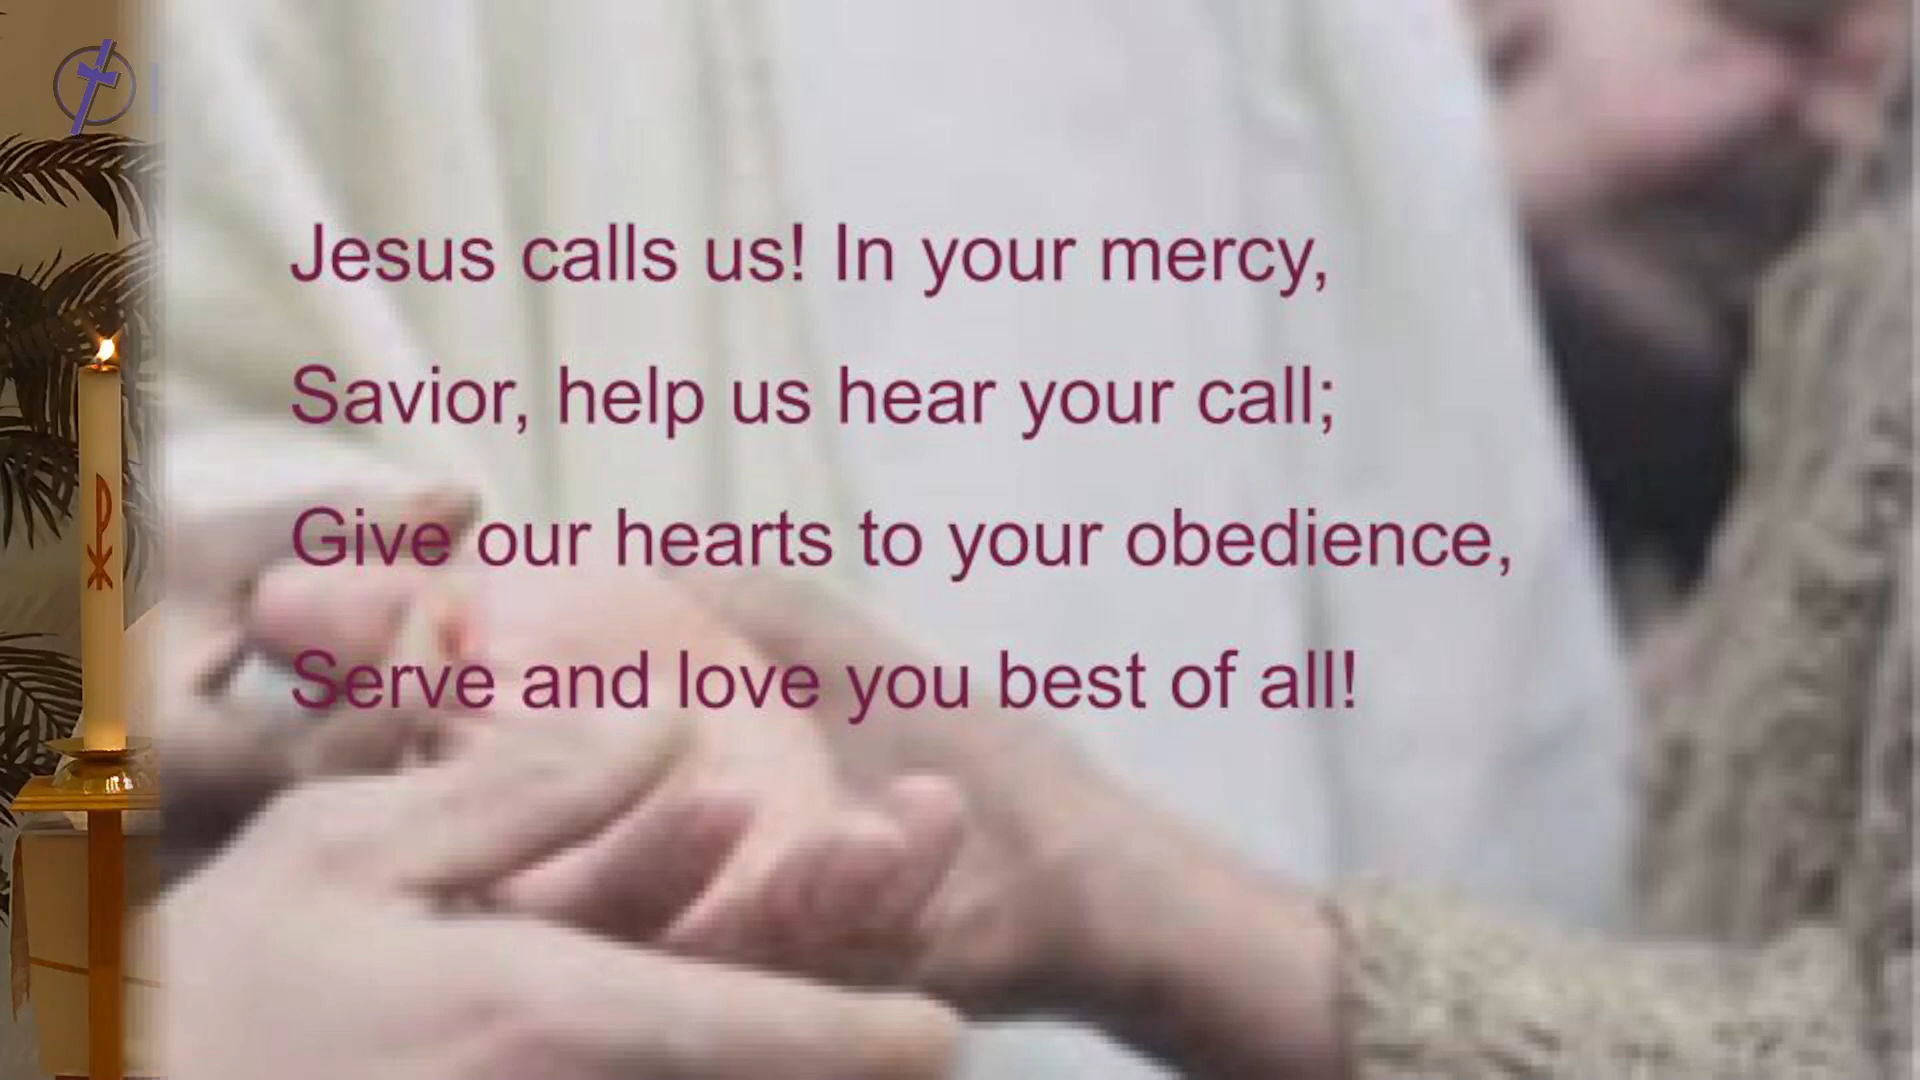 Jesus calls us! In your mercy,
Savior, help us hear your call;
Give our hearts to your obedience,
Serve and love you best of all!